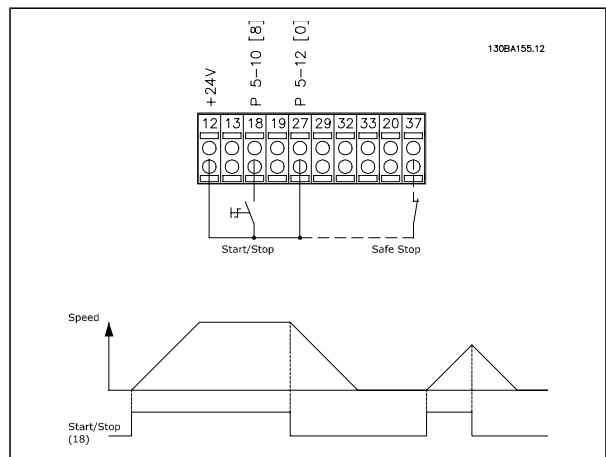 130BA155.12
+24V
P 5-10 [8]
P 5-12 [0]
12 13 18 19 27 29 32 33 20 37
Start/Stop
Safe Stop
Speed
Start/Stop
(18)